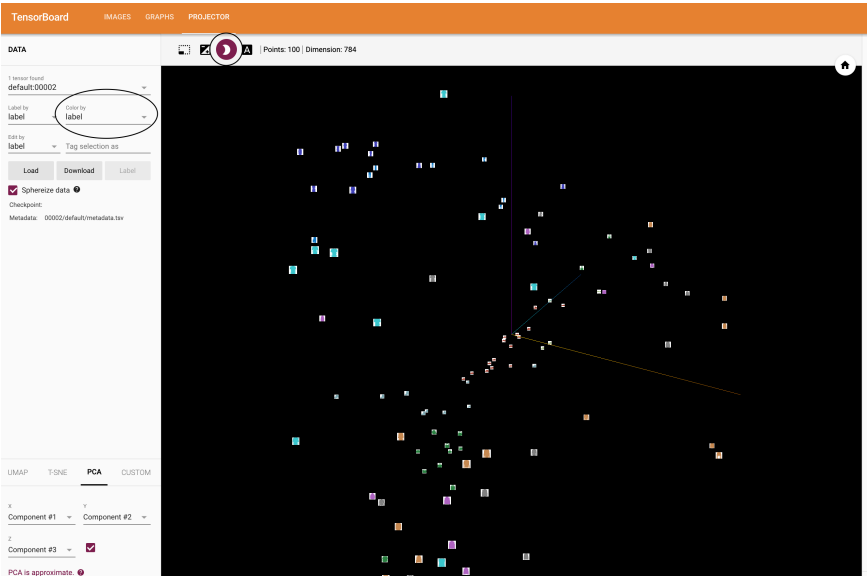 TensorBoard IMAGES GRAPHS PROJECTOR
DATA
A Points: 100 Dimension: 784
1 tensor found
default:00002
Label by Color by
label label
Edit by
label Tag selection as
Load Download Label
Sphereize data ?
Checkpoint:
Metadata: 00002/default/metadata.tsv
UMAP T-SNE PCA CUSTOM
X Y
Component #1 Component #2
Z
Component #3
PCA is approximate. ?